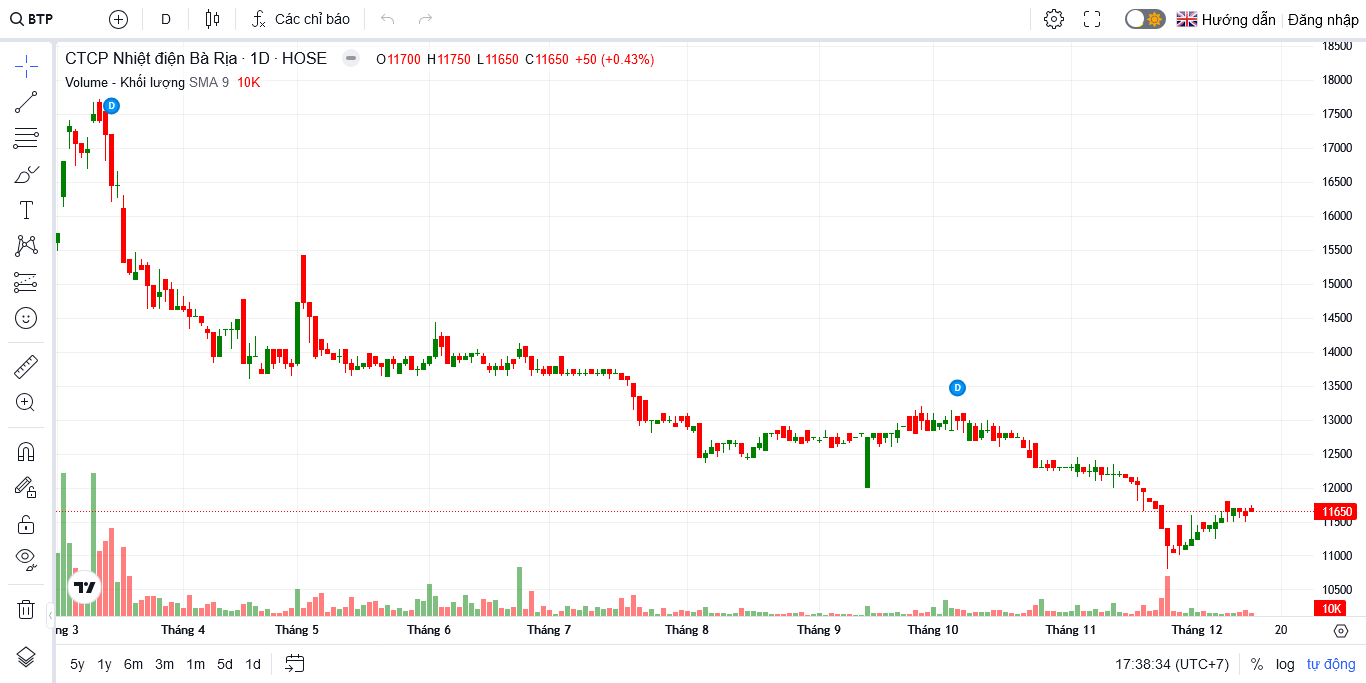 BTP D Các chỉ báo Hướng dẫn Đăng nhập
CTCP Nhiệt điện Bà Rịa · 1D · HOSE O11700 H11750 L11650 C11650 +50 (+0.43%)
Volume - Khối lượng SMA 9 10K
D
D
18500
18000
17500
17000
16500
16000
15500
15000
14500
14000
13500
13000
12500
12000
11650
11500
11000
10500
10K
ng 3 Tháng 4 Tháng 5 Tháng 6 Tháng 7 Tháng 8 Tháng 9 Tháng 10 Tháng 11 Tháng 12 20
5y 1y 6m 3m 1m 5d 1d 17:38:34 (UTC+7) % log tự động